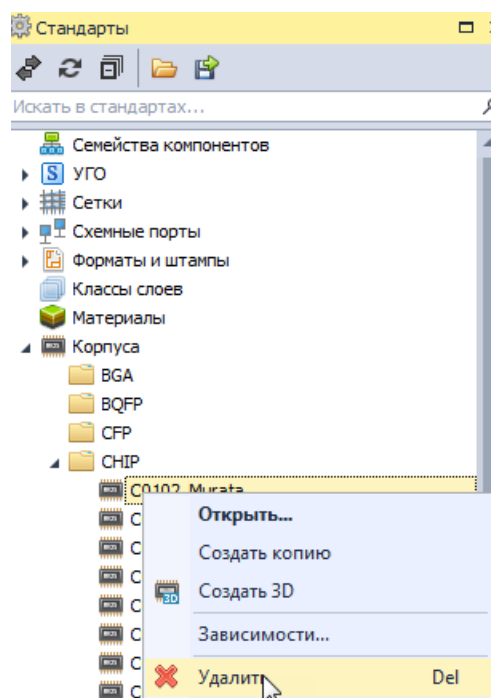 Стандарты
Искать в стандартах...
Семейства компонентов
S УГО
Сетки
Схемные порты
Форматы и штампы
Классы слоев
Материалы
Корпуса
BGA
BQFP
CFP
CHIP
C0102_Murata
C Открыть...
C Создать копию
C
3D Создать 3D
C
C Зависимости...
C
C Удалить Del
C